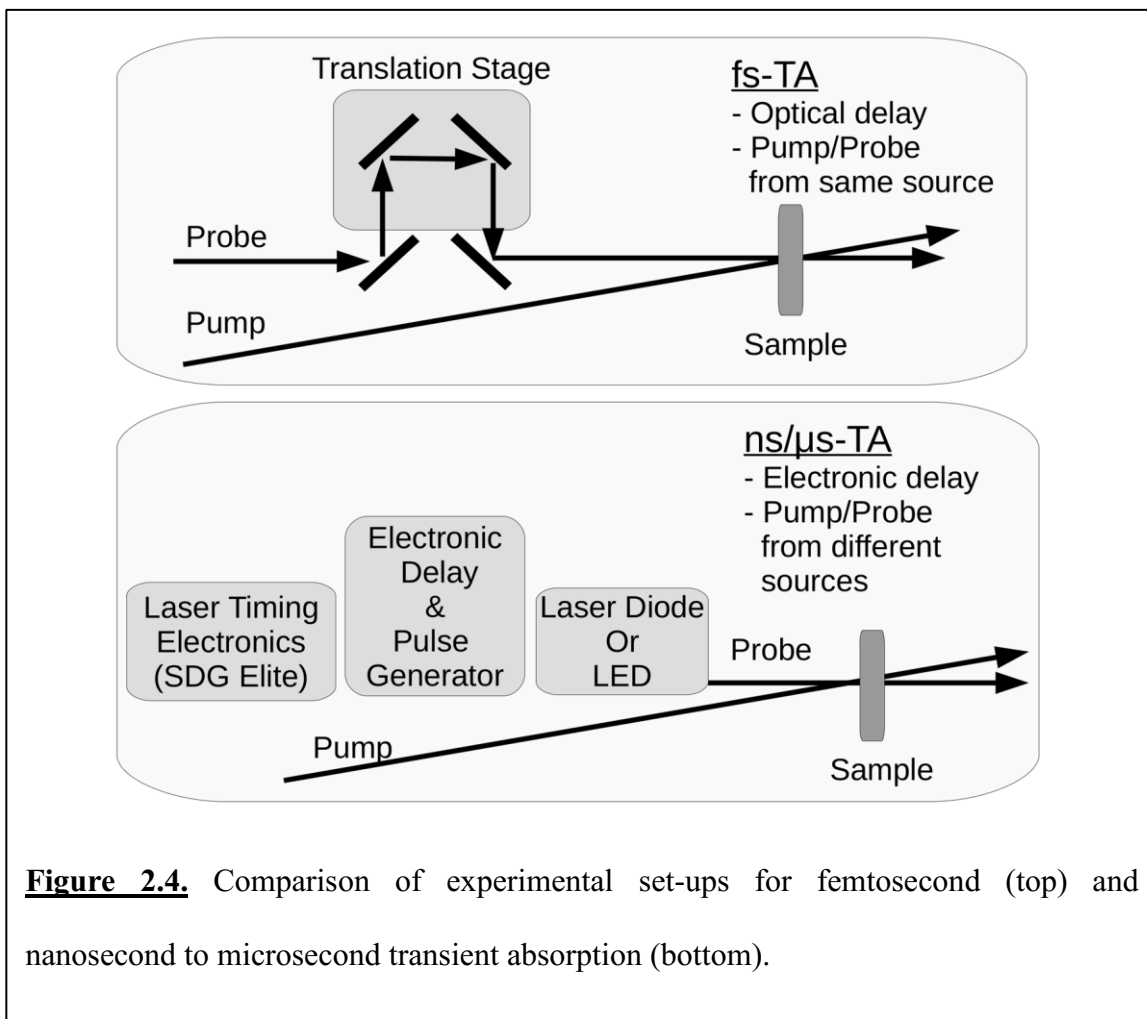 Translation Stage
fs-TA
- Optical delay
- Pump/Probe
from same source
Probe
Pump
Sample
ns/µs-TA
- Electronic delay
- Pump/Probe
from different
sources
Laser Timing
Electronics
(SDG Elite)
Electronic
Delay
&
Pulse
Generator
Laser Diode
Or
LED
Probe
Pump
Sample
Figure 2.4. Comparison of experimental set-ups for femtosecond (top) and
nanosecond to microsecond transient absorption (bottom).